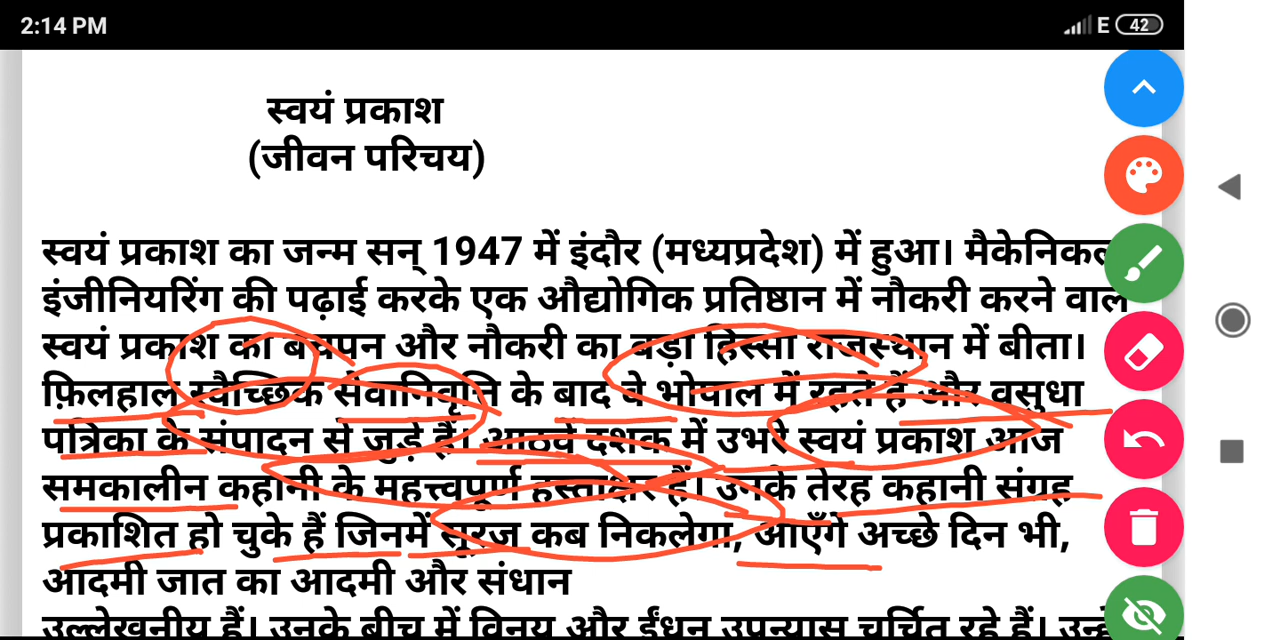 2:14 PM
E 42
स्वयं प्रकाश
(जीवन परिचय)
स्वयं प्रकाश का जन्म सन् 1947 में इंदौर (मध्यप्रदेश) में हुआ। मैकेनिकल
इंजीनियरिंग की पढ़ाई करके एक औद्योगिक प्रतिष्ठान में नौकरी करने वाले
स्वयं प्रकाश का बचपन और नौकरी का बड़ा हिस्सा राजस्थान में बीता।
फ़िलहाल स्वैच्छिक सेवानिवृत्ति के बाद वे भोपाल में रहते हैं और वसुधा
पत्रिका के संपादन से जुड़े हैं। आठवें दशक में उभरे स्वयं प्रकाश आज
समकालीन कहानी के महत्त्वपूर्ण हस्ताक्षर हैं। उनके तेरह कहानी संग्रह
प्रकाशित हो चुके हैं जिनमें सूरज कब निकलेगा, आएँगे अच्छे दिन भी,
आदमी जात का आदमी और संधान
उल्लेखनीय हैं। उनके बीच में विनय और ईंधन उपन्यास चर्चित रहे हैं। उन्हें